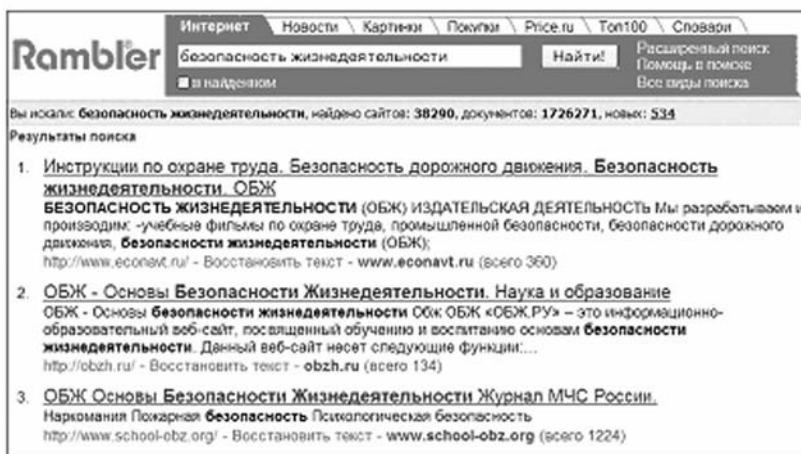 Интернет Новости Картинки Покупки Price.ru Топ100 Словари
Rambler
безопасность жизнедеятельности Найти!
Расширенный поиск
Помощь в поиске
в найденном
Все виды поиска
Вы искали: безопасность жизнедеятельности, найдено сайтов: 38290, документов: 1726271, новых: 534
Результаты поиска
1. Инструкции по охране труда. Безопасность дорожного движения. Безопасность
жизнедеятельности. ОБЖ
БЕЗОПАСНОСТЬ ЖИЗНЕДЕЯТЕЛЬНОСТИ (ОБЖ) ИЗДАТЕЛЬСКАЯ ДЕЯТЕЛЬНОСТЬ Мы разрабатываем и
производим: -учебные фильмы по охране труда, промышленной безопасности, безопасности дорожного
движения, безопасности жизнедеятельности (ОБЖ);
http://www.econavt.ru/ - Восстановить текст - www.econavt.ru (всего 360)
2. ОБЖ - Основы Безопасности Жизнедеятельности. Наука и образование
ОБЖ - Основы безопасности жизнедеятельности Обж ОБЖ «ОБЖ.РУ» – это информационно-
образовательный веб-сайт, посвященный обучению и воспитанию основам безопасности
жизнедеятельности. Данный веб-сайт несет следующие функции:...
http://obzh.ru/ - Восстановить текст - obzh.ru (всего 134)
3. ОБЖ Основы Безопасности Жизнедеятельности Журнал МЧС России.
Наркомания Пожарная безопасность Психологическая безопасность
http://www.school-obz.org/ - Восстановить текст - www.school-obz.org (всего 1224)